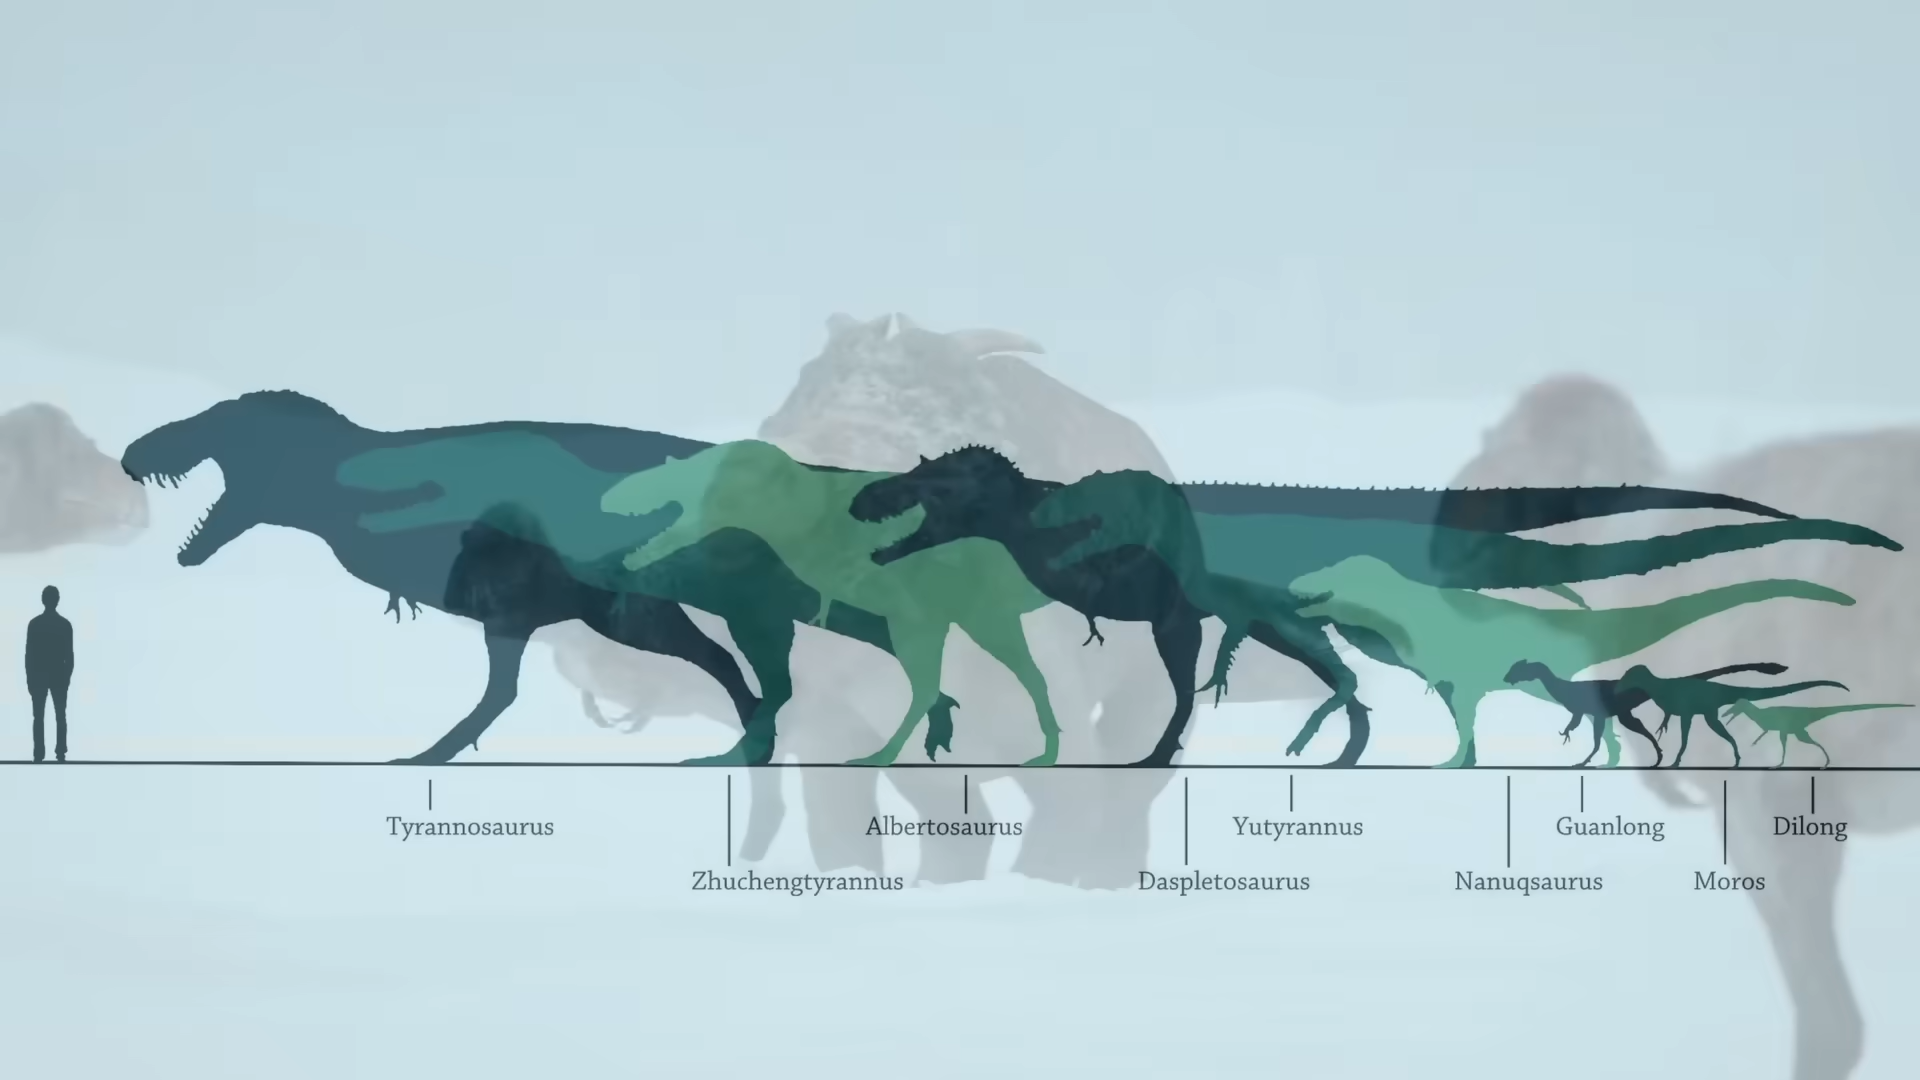 Tyrannosaurus
Zhuchengtyrannus
Albertosaurus
Daspletosaurus
Yutyrannus
Nanuqsaurus
Guanlong
Moros
Dilong